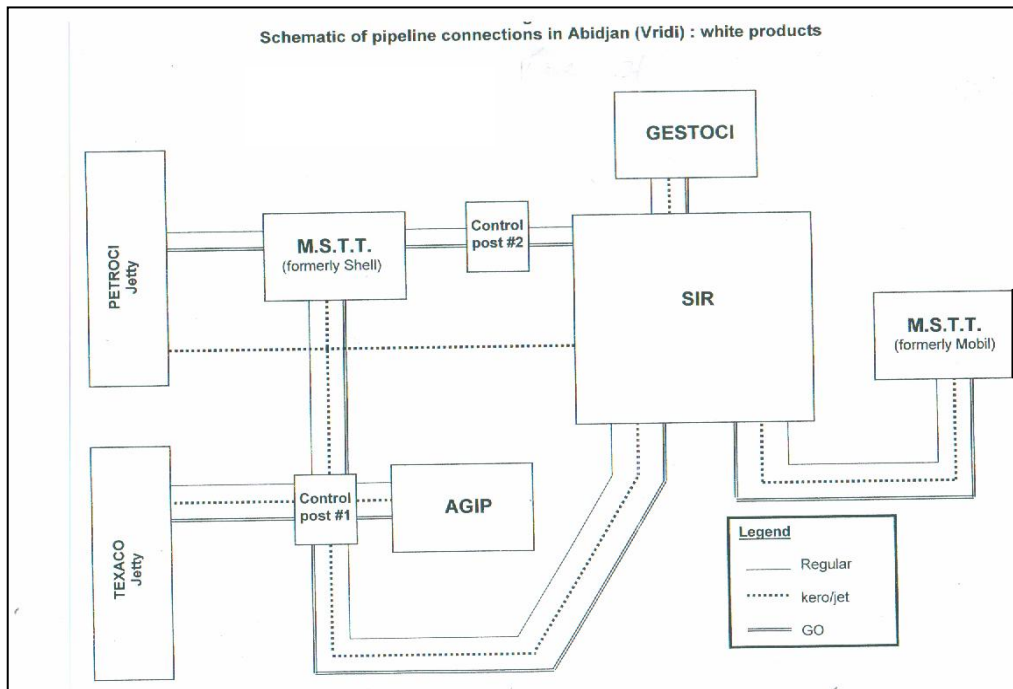 Schematic of pipeline connections in Abidjan (Vridi) : white products
GESTOCI
PETROCI
Jetty
M.S.T.T.
(formerly Shell)
Control
post #2
SIR
M.S.T.T.
(formerly Mobil)
TEXACO
Jetty
Control
post #1
AGIP
Legend
Regular
kero/jet
GO